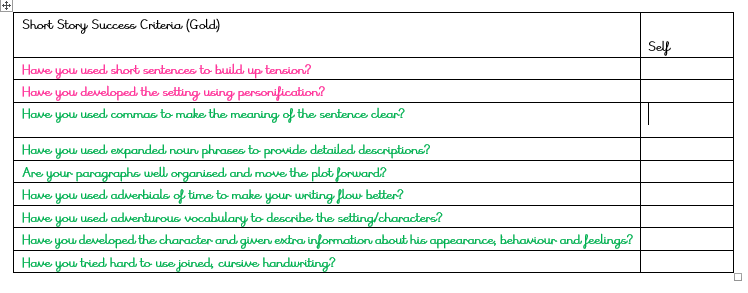 Short Story Success Criteria (Gold)
Self
Have you used short sentences to build up tension?
Have you developed the setting using personification?
Have you used commas to make the meaning of the sentence clear?
Have you used expanded noun phrases to provide detailed descriptions?
Are your paragraphs well organised and move the plot forward?
Have you used adverbials of time to make your writing flow better?
Have you used adventurous vocabulary to describe the setting/characters?
Have you developed the character and given extra information about his appearance, behaviour and feelings?
Have you tried hard to use joined, cursive handwriting?